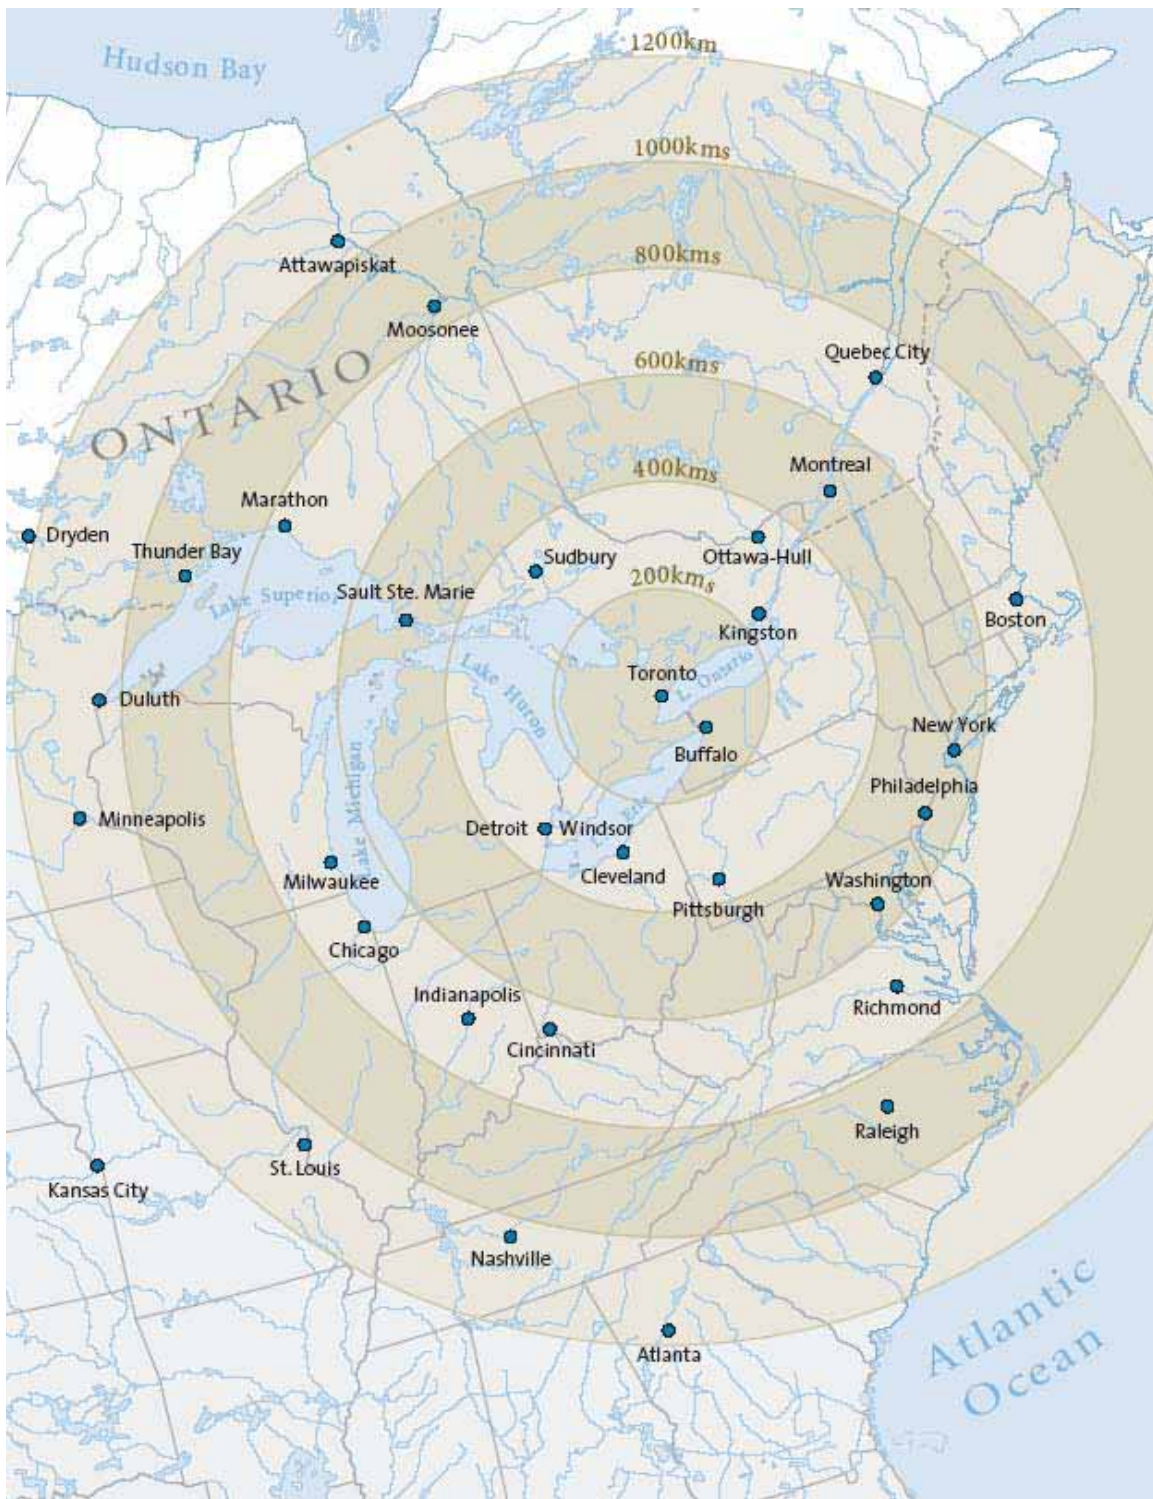 1200km
Hudson Bay
1000kms
800kms
Attawapiskat
Moosonee
Quebec City
600kms
ONTARIO
400kms
Montreal
Marathon
Dryden
Thunder Bay
Sudbury
Ottawa-Hull
200kms
Lake Superior
Sault Ste. Marie
Boston
Kingston
Lake Huron
Toronto
L. Ontario
Duluth
New York
Buffalo
Philadelphia
Lake Michigan
Minneapolis
Detroit
Windsor
Lake Erie
Milwaukee
Cleveland
Washington
Pittsburgh
Chicago
Indianapolis
Richmond
Cincinnati
Raleigh
St. Louis
Kansas City
Nashville
Atlanta
Atlantic
Ocean